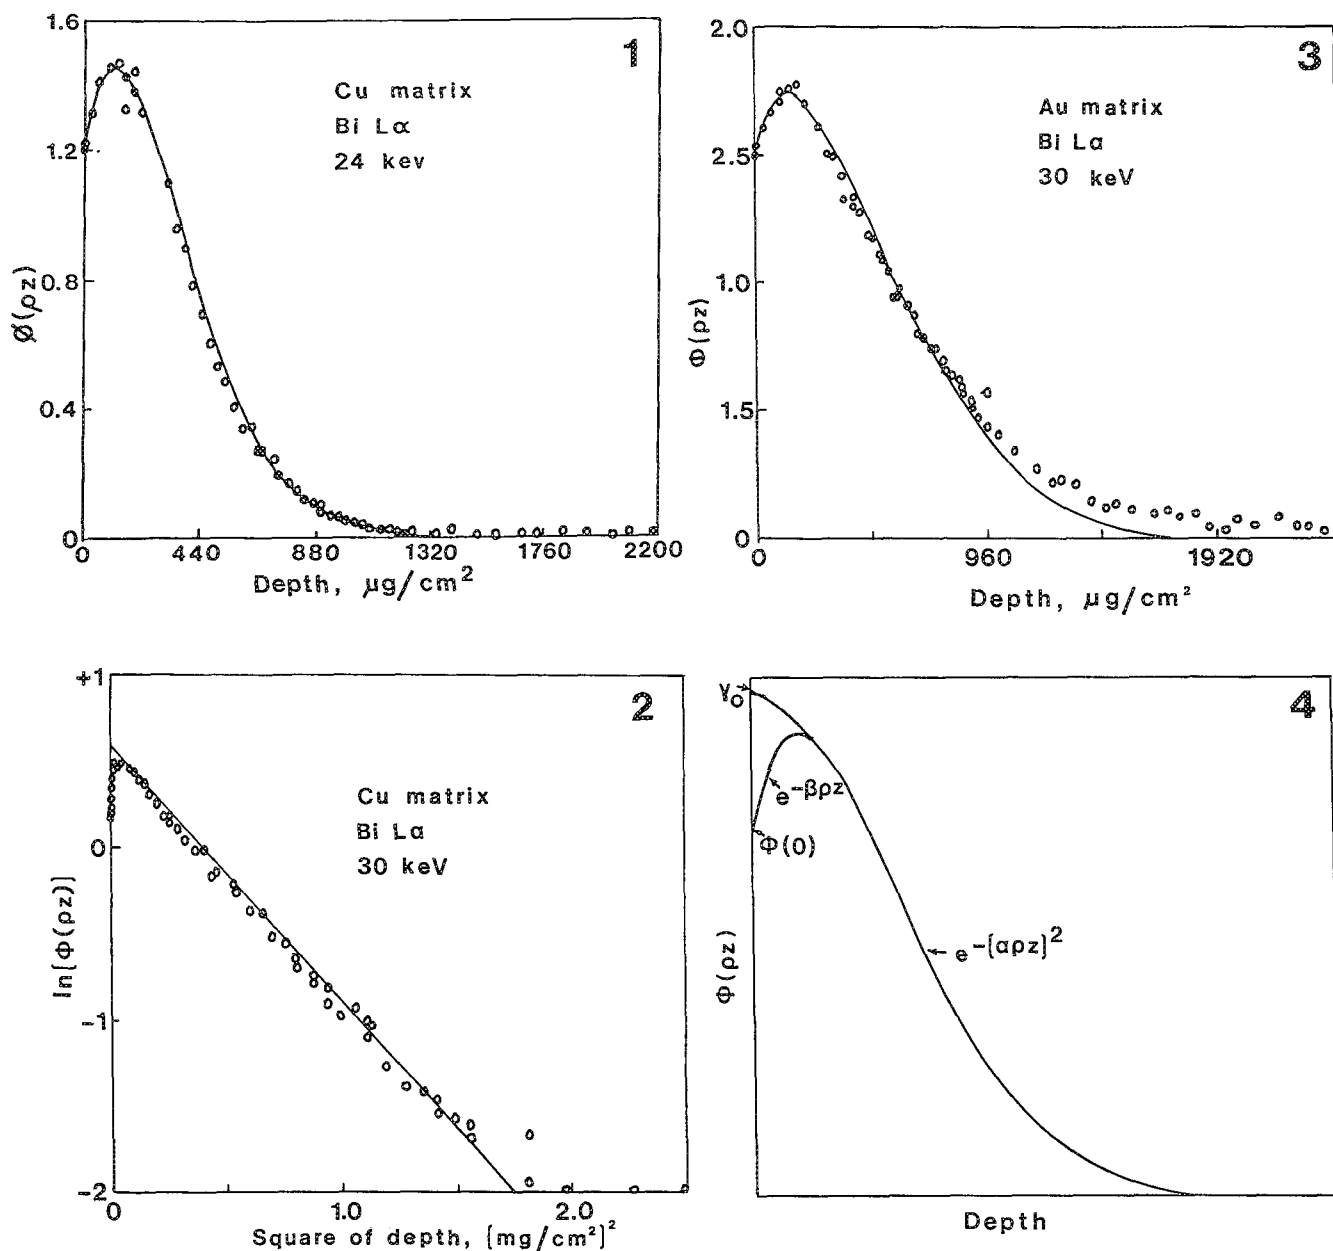 1.6
1
Cu matrix
Bi Lα
24 kev
1.2
0.8
0.4
0
Ø(ρz)
0 440 880 1320 1760 2200
Depth, µg/cm²
2.0
3
Au matrix
Bi Lα
30 keV
2.5
1.0
1.5
0
Φ(ρz)
0 960 1920
Depth, µg/cm²
+1
2
Cu matrix
Bi Lα
30 keV
0
-1
-2
ln[Φ(ρz)]
0 1.0 2.0
Square of depth, [mg/cm²]²
γ₀
4
e^-βρz
Φ(0)
e^-[αρz]²
Φ(ρz)
Depth